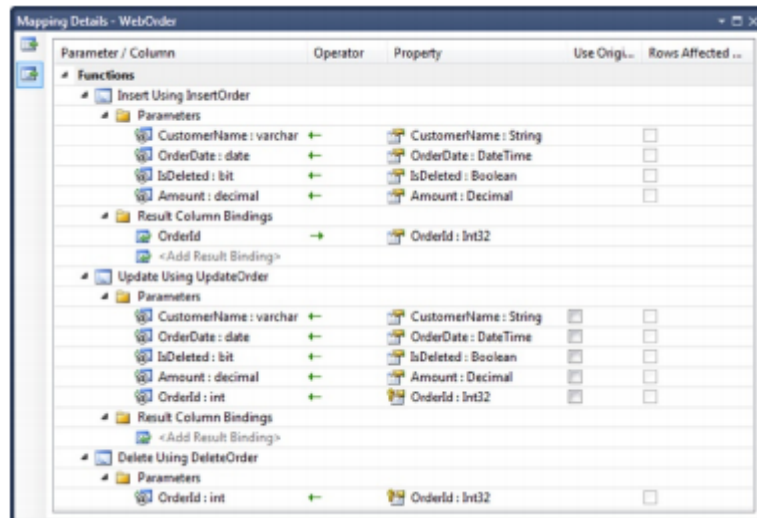 Mapping Details - WebOrder
Parameter / Column Operator Property Use Origi... Rows Affected ...
Functions
Insert Using InsertOrder
Parameters
CustomerName : varchar ← CustomerName : String
OrderDate : date ← OrderDate : DateTime
IsDeleted : bit ← IsDeleted : Boolean
Amount : decimal ← Amount : Decimal
Result Column Bindings
OrderId → OrderId : Int32
<Add Result Binding>
Update Using UpdateOrder
Parameters
CustomerName : varchar ← CustomerName : String
OrderDate : date ← OrderDate : DateTime
IsDeleted : bit ← IsDeleted : Boolean
Amount : decimal ← Amount : Decimal
OrderId : int ← OrderId : Int32
Result Column Bindings
<Add Result Binding>
Delete Using DeleteOrder
Parameters
OrderId : int ← OrderId : Int32